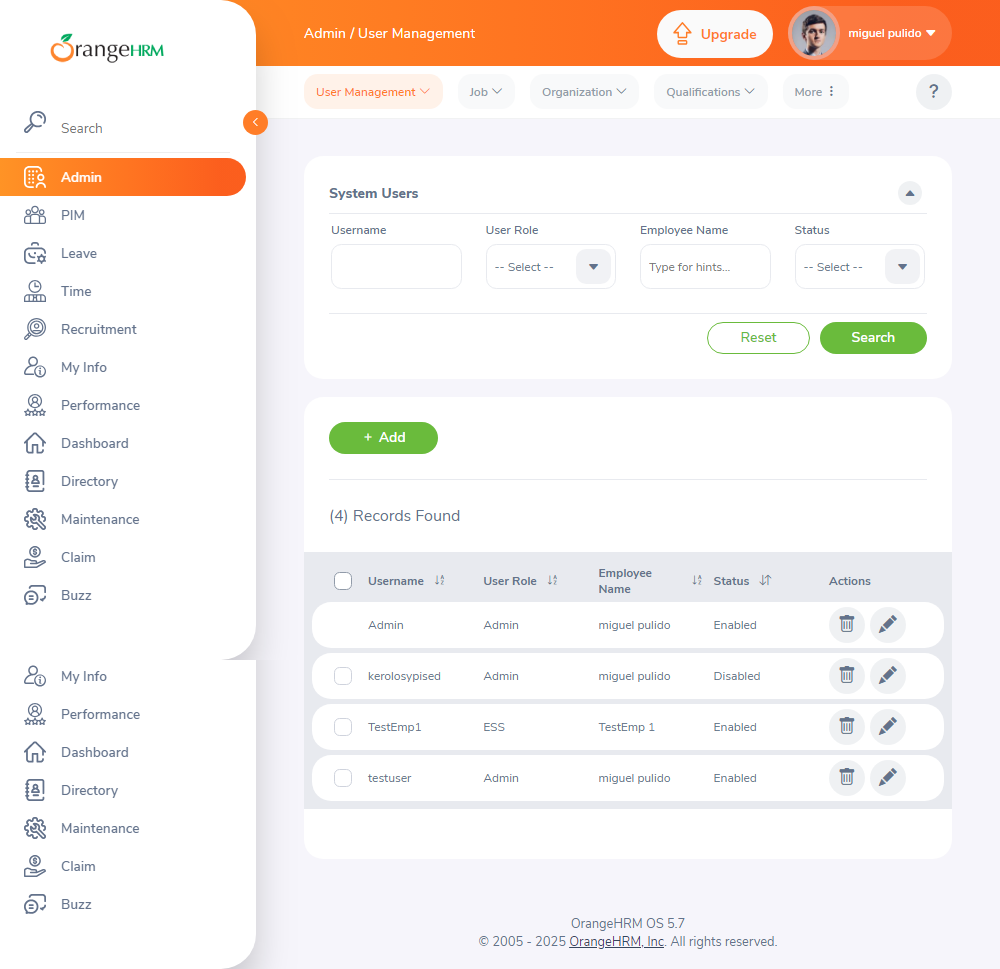 OrangeHRM
Admin / User Management
Upgrade
miguel pulido
User Management
Job
Organization
Qualifications
More
?
Search
Admin
PIM
Leave
Time
Recruitment
My Info
Performance
Dashboard
Directory
Maintenance
Claim
Buzz
My Info
Performance
Dashboard
Directory
Maintenance
Claim
Buzz
System Users
Username User Role Employee Name Status
-- Select -- Type for hints... -- Select --
Reset Search
+ Add
(4) Records Found
Username User Role Employee Name Status Actions
Admin Admin miguel pulido Enabled
kerolosypised Admin miguel pulido Disabled
TestEmp1 ESS TestEmp 1 Enabled
testuser Admin miguel pulido Enabled
OrangeHRM OS 5.7
© 2005 - 2025 OrangeHRM, Inc. All rights reserved.